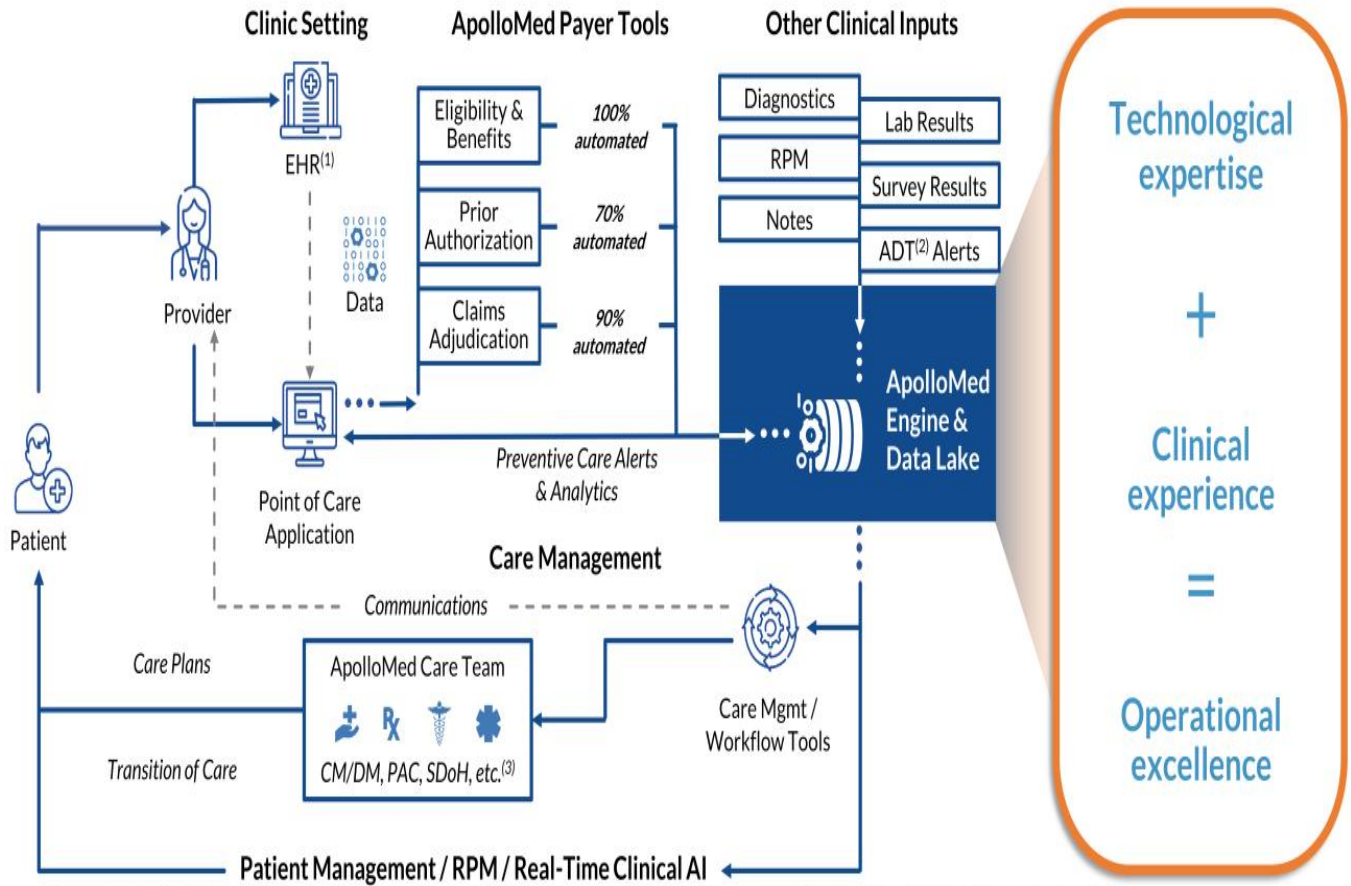 Clinic Setting
ApolloMed Payer Tools
Other Clinical Inputs
EHR(1)
Provider
Data
Patient
Point of Care
Application
Eligibility &
Benefits
100%
automated
Prior
Authorization
70%
automated
Claims
Adjudication
90%
automated
Diagnostics
Lab Results
RPM
Survey Results
Notes
ADT(2) Alerts
ApolloMed
Engine &
Data Lake
Preventive Care Alerts
& Analytics
Care Management
Communications
Care Plans
Transition of Care
ApolloMed Care Team
Rx
CM/DM, PAC, SDoH, etc.(3)
Care Mgmt /
Workflow Tools
Patient Management / RPM / Real-Time Clinical AI
Technological
expertise
+
Clinical
experience
=
Operational
excellence